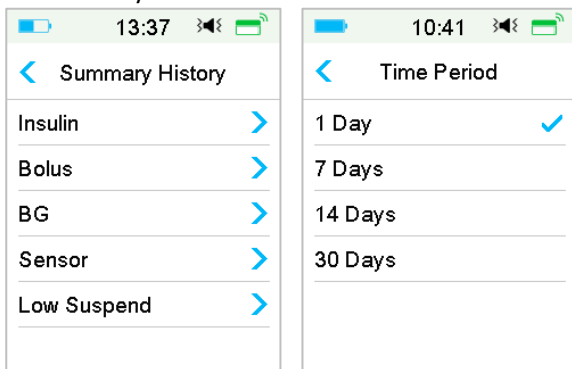 13:37
Summary History
Insulin
Bolus
BG
Sensor
Low Suspend
10:41
Time Period
1 Day
7 Days
14 Days
30 Days